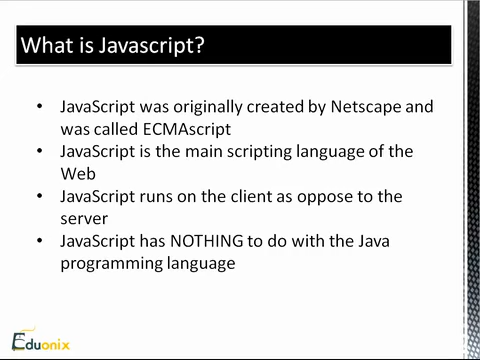 What is Javascript?
• JavaScript was originally created by Netscape and
was called ECMAscript
• JavaScript is the main scripting language of the
Web
• JavaScript runs on the client as oppose to the
server
• JavaScript has NOTHING to do with the Java
programming language
Eduonix